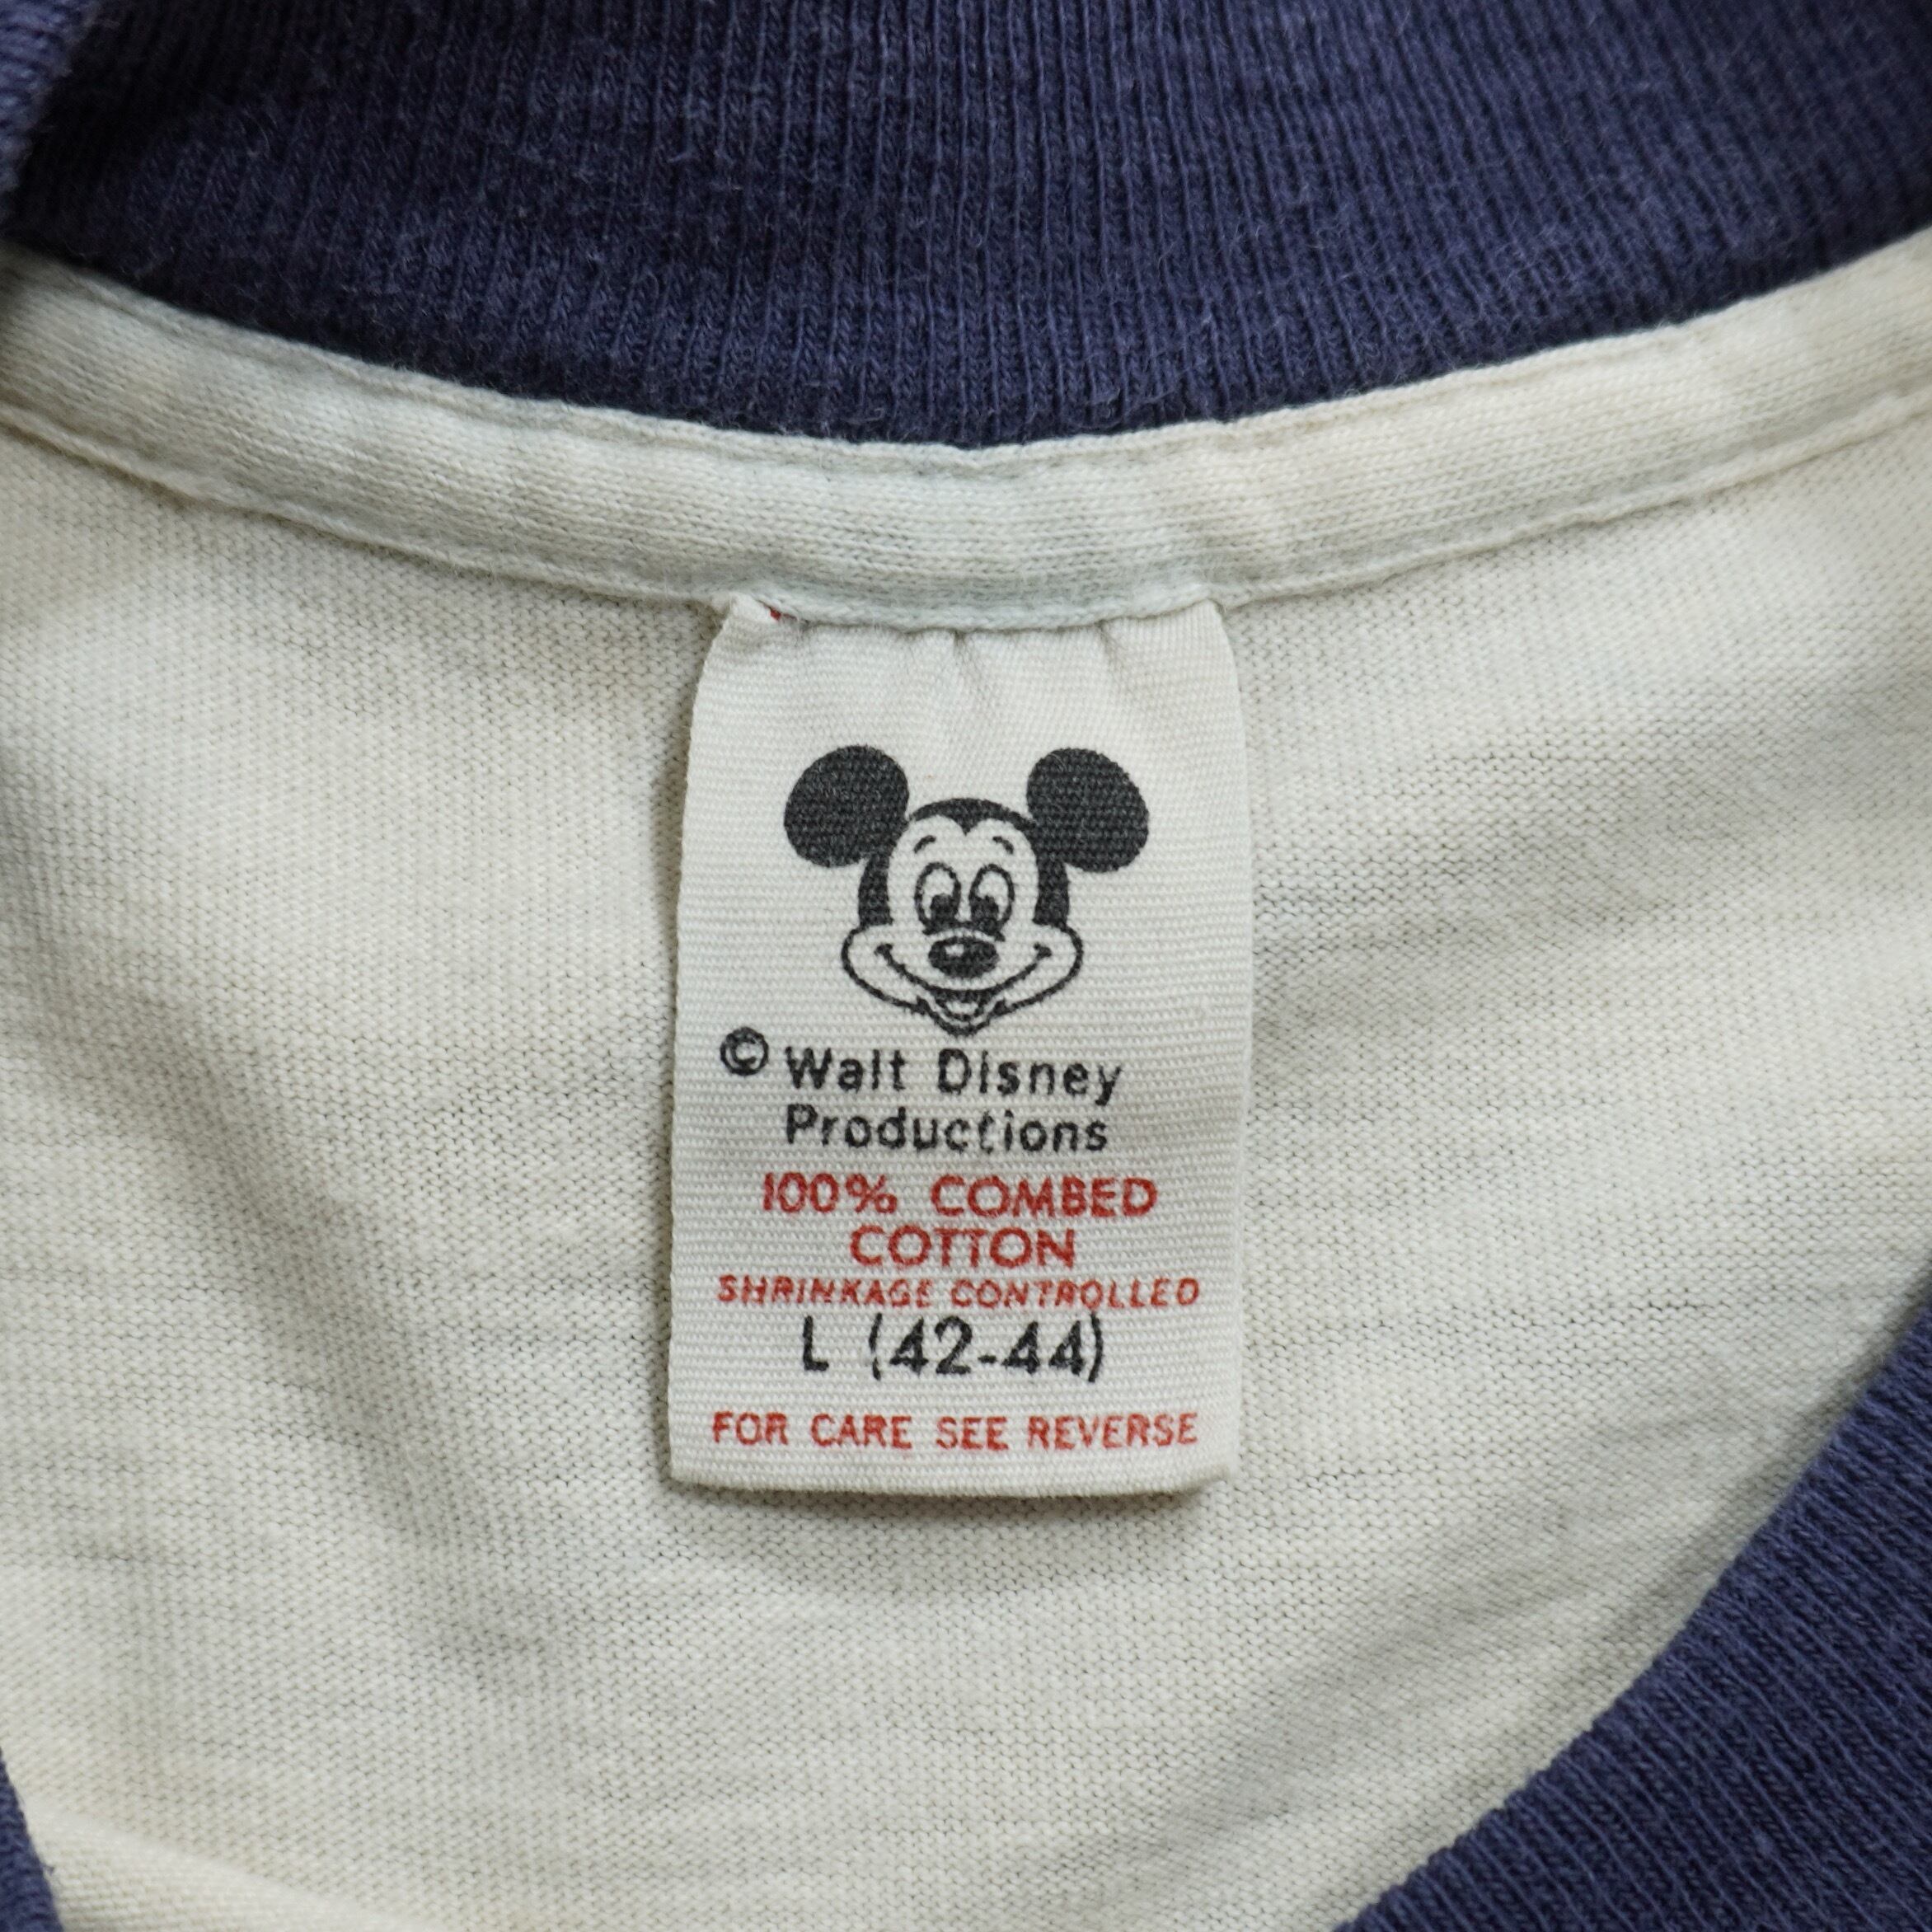 © Walt Disney
Productions
100% COMBED
COTTON
SHRINKAGE CONTROLLED
L (42-44)
FOR CARE SEE REVERSE